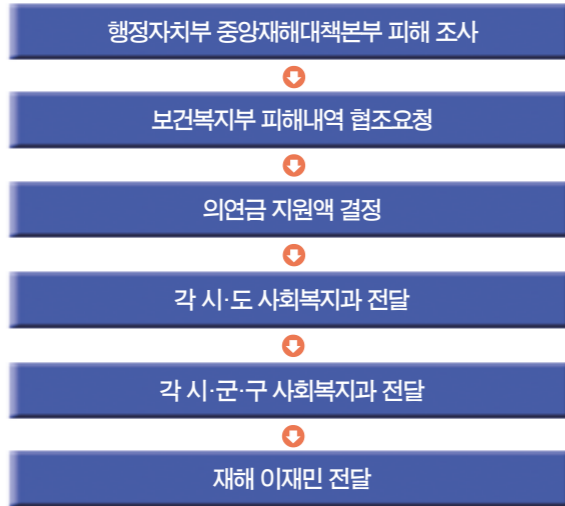 행정자치부 중앙재해대책본부 피해 조사
보건복지부 피해내역 협조요청
의연금 지원액 결정
각 시·도 사회복지과 전달
각 시·군·구 사회복지과 전달
재해 이재민 전달